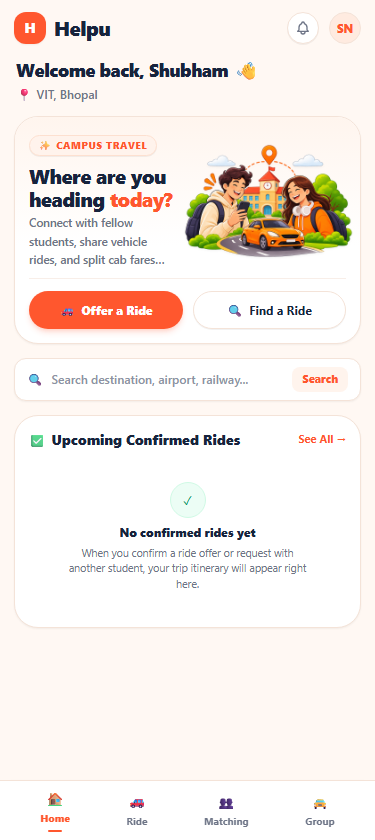 H Helpu SN
Welcome back, Shubham 👋
📍 VIT, Bhopal
✨ CAMPUS TRAVEL
Where are you
heading today?
Connect with fellow
students, share vehicle
rides, and split cab fares...
🚗 Offer a Ride
🔍 Find a Ride
🔍 Search destination, airport, railway... Search
✅ Upcoming Confirmed Rides See All →
✓
No confirmed rides yet
When you confirm a ride offer or request with
another student, your trip itinerary will appear right
here.
Home Ride Matching Group